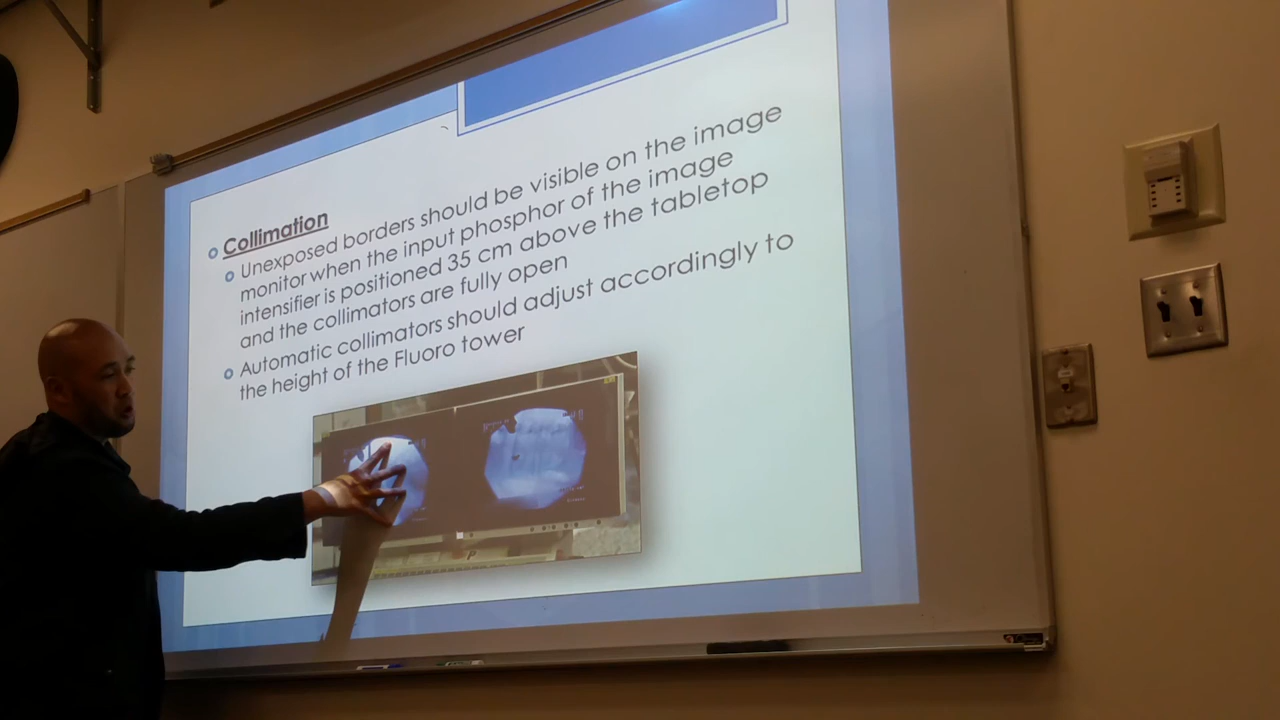 Collimation
Unexposed borders should be visible on the image
monitor when the input phosphor of the image
intensifier is positioned 35 cm above the tabletop
and the collimators are fully open
Automatic collimators should adjust accordingly to
the height of the Fluoro tower